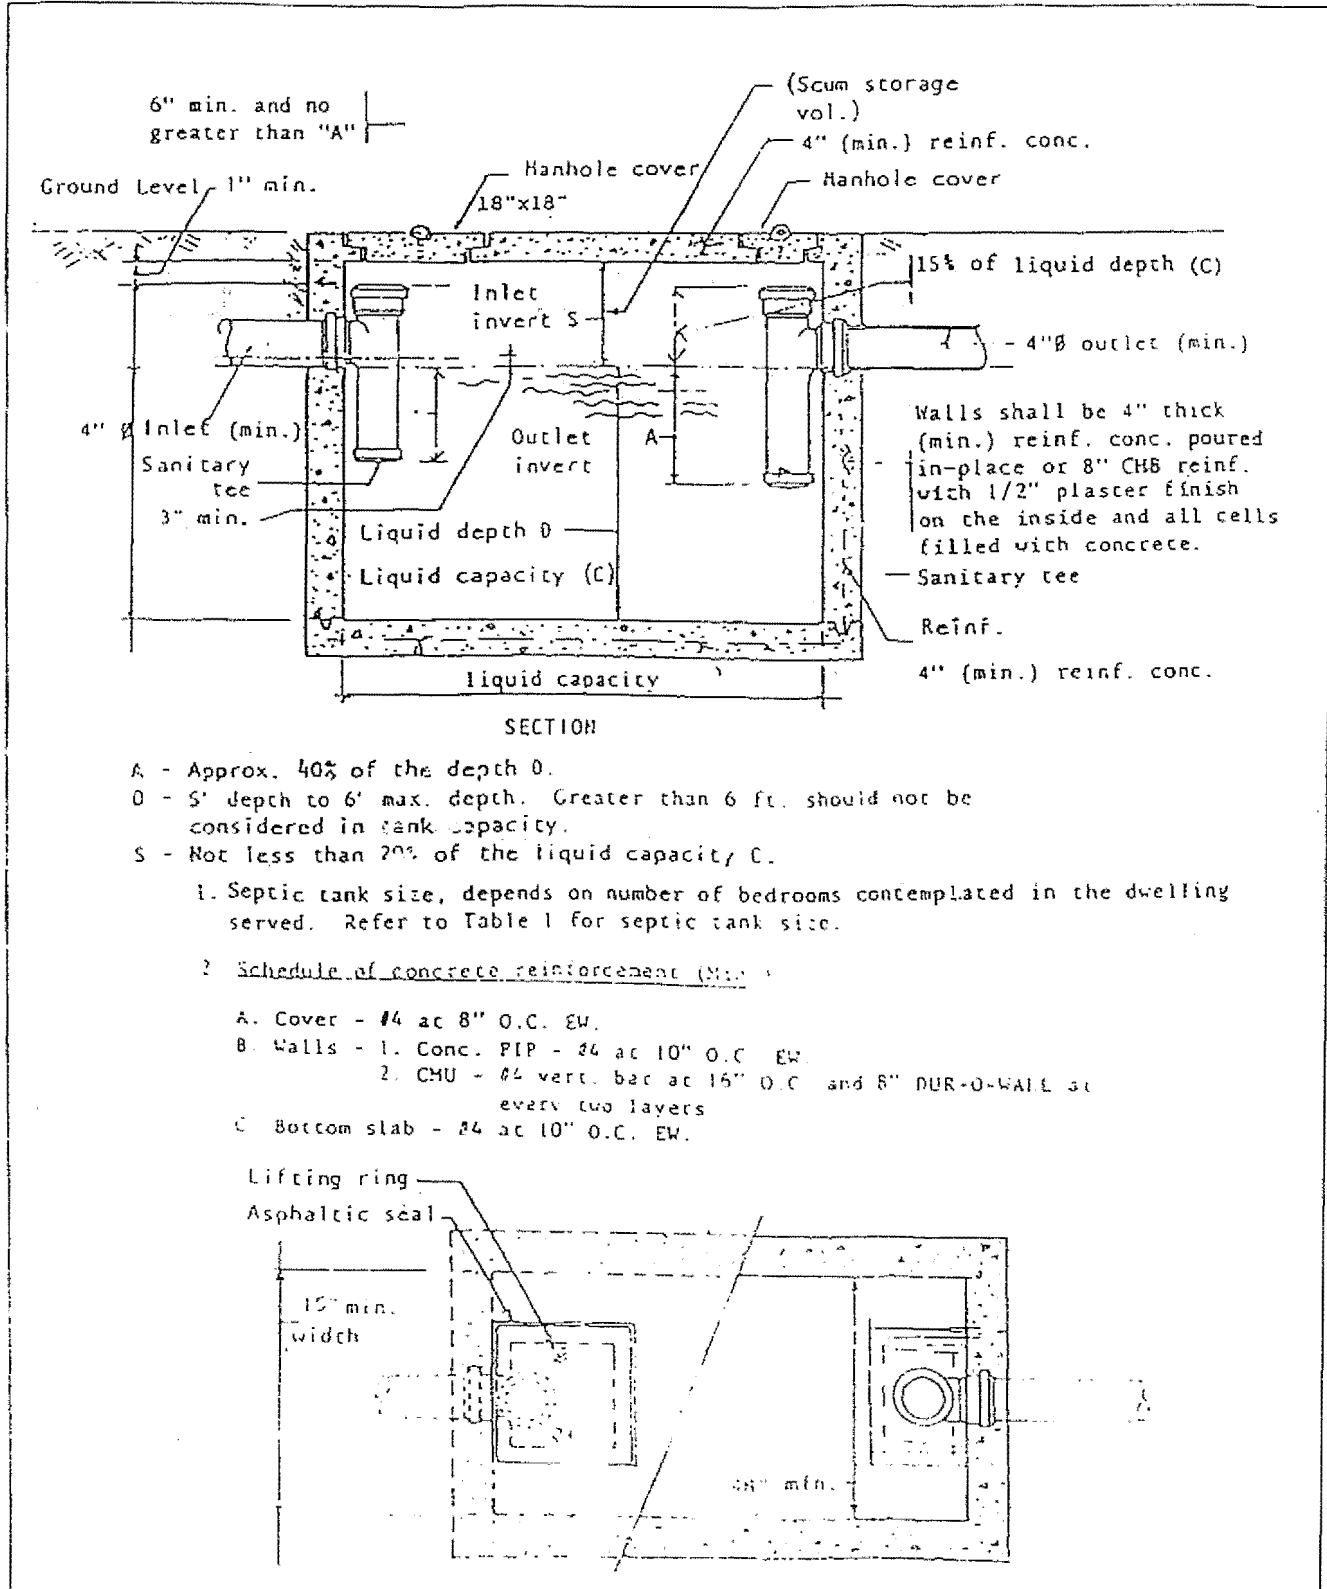 (Scum storage
vol.)
6" min. and no
greater than "A"
4" (min.) reinf. conc.
Manhole cover
Manhole cover
Ground Level
1" min.
18"x18"
15% of liquid depth (C)
Inlet
invert S
4"Ø outlet (min.)
4" Ø Inlet (min.)
Sanitary
tee
3" min.
Outlet
invert
A
Walls shall be 4" thick
(min.) reinf. conc. poured
in-place or 8" CHB reinf.
with 1/2" plaster finish
on the inside and all cells
filled with concrete.
Liquid depth D
Liquid capacity (C)
Sanitary tee
Reinf.
liquid capacity
4" (min.) reinf. conc.
SECTION
A - Approx. 40% of the depth D.
D - 5' depth to 6' max. depth. Greater than 6 ft. should not be
considered in tank capacity.
S - Not less than 20% of the liquid capacity C.
1. Septic tank size, depends on number of bedrooms contemplated in the dwelling
served. Refer to Table 1 for septic tank size.
2 Schedule of concrete reinforcement (Min.)
A. Cover - #4 at 8" O.C. EW.
B. Walls - 1. Conc. PIP - #4 at 10" O.C EW.
2. CMU - #4 vert. bar at 16" O.C and 8" DUR-O-WALL at
every two layers
C Bottom slab - #4 at 10" O.C. EW.
Lifting ring
Asphaltic seal
min.
width
min.